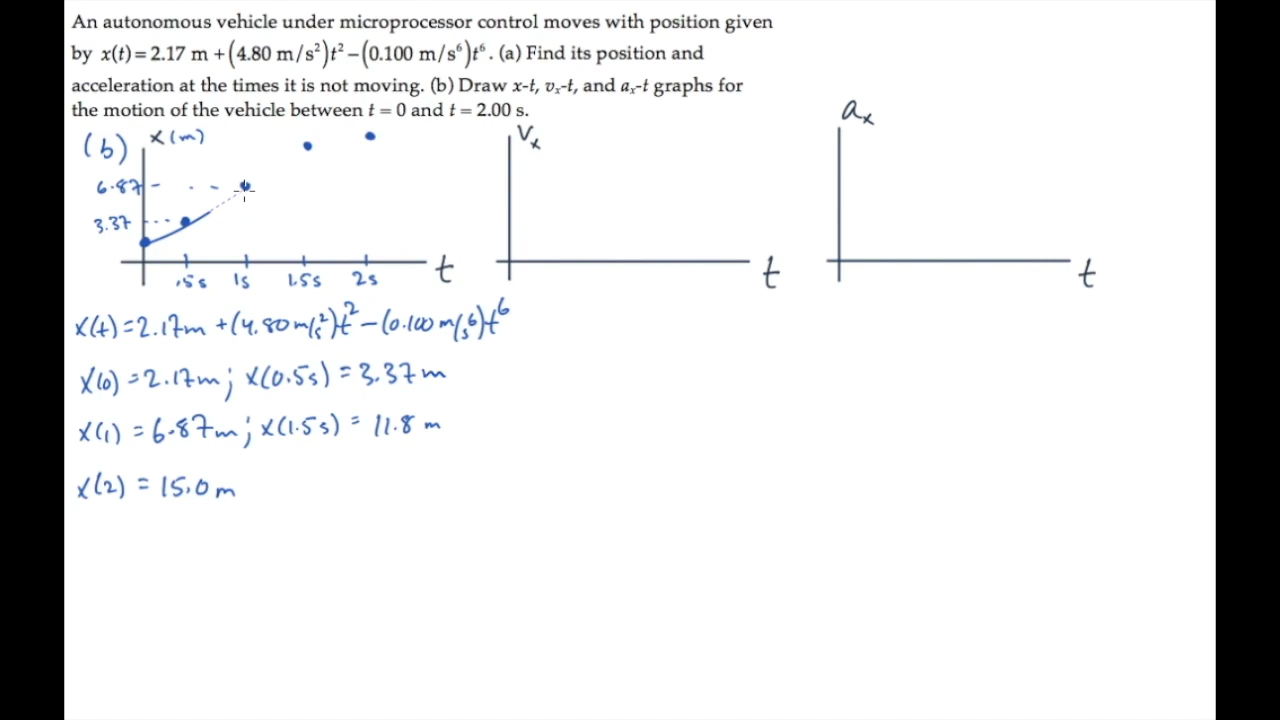 An autonomous vehicle under microprocessor control moves with position given
by x(t) = 2.17 m + (4.80 m/s²)t² − (0.100 m/s⁶)t⁶. (a) Find its position and
acceleration at the times it is not moving. (b) Draw x-t, vₓ-t, and aₓ-t graphs for
the motion of the vehicle between t = 0 and t = 2.00 s.
(b) x(m)
6.87
3.37
.5s 1s 1.5s 2s t
vₓ
t
aₓ
t
x(t) = 2.17m + (4.80m/s²)t² − (0.100 m/s⁶)t⁶
x(0) = 2.17m ; x(0.5s) = 3.37m
x(1) = 6.87m ; x(1.5s) = 11.8 m
x(2) = 15.0m